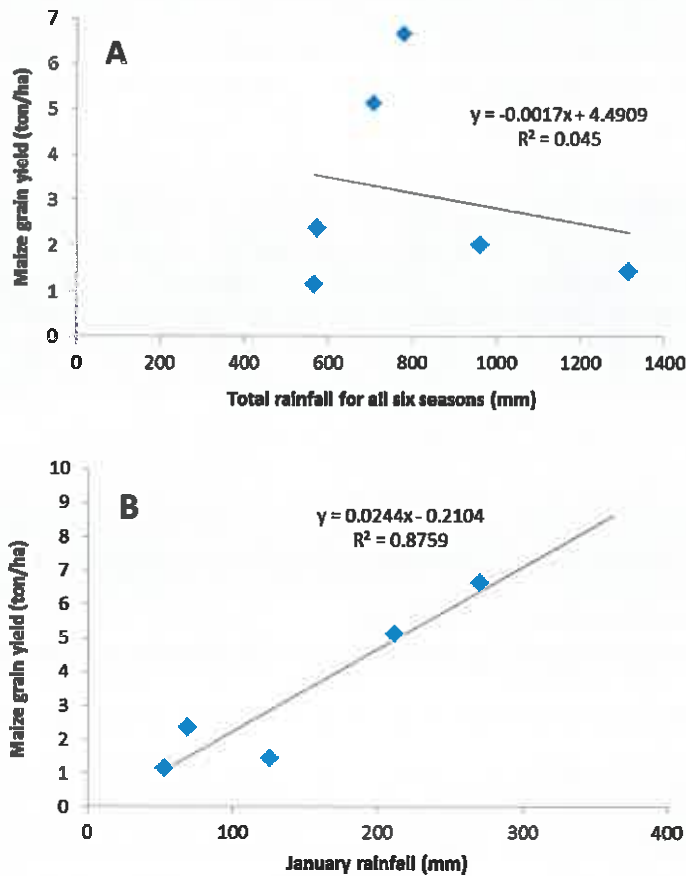 A
7
6
5
4
3
2
1
0
Maize grain yield (ton/ha)
y = -0.0017x + 4.4909
R² = 0.045
0 200 400 600 800 1000 1200 1400
Total rainfall for all six seasons (mm)
B
10
9
8
7
6
5
4
3
2
1
0
Maize grain yield (ton/ha)
y = 0.0244x - 0.2104
R² = 0.8759
0 100 200 300 400
January rainfell (mm)